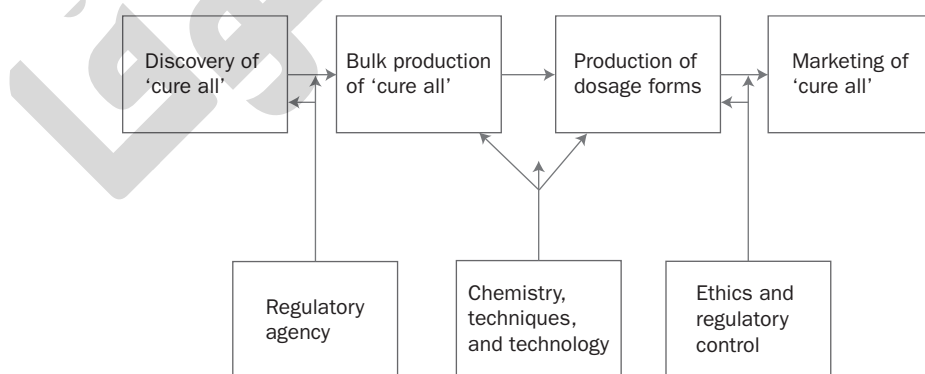 Discovery of
‘cure all’
Bulk production
of ‘cure all’
Production of
dosage forms
Marketing of
‘cure all’
Regulatory
agency
Chemistry,
techniques,
and technology
Ethics and
regulatory
control